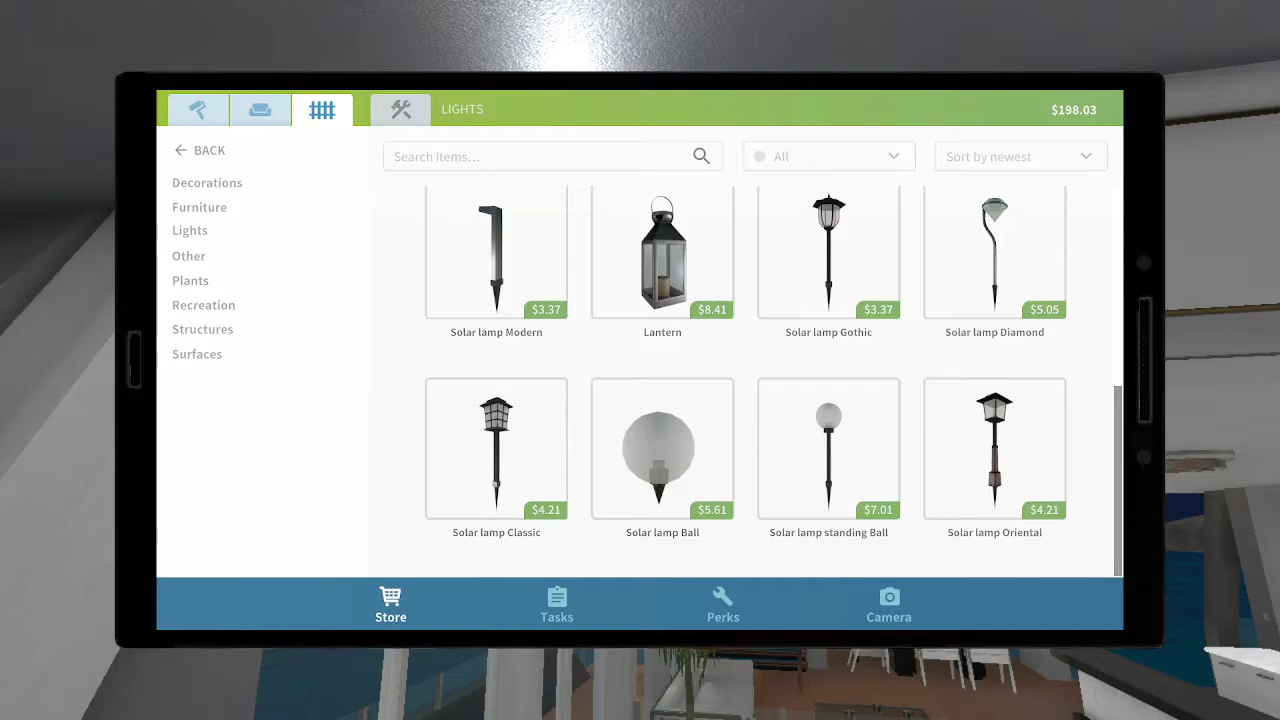 LIGHTS
$198.03
BACK
Search items...
All
Sort by newest
Decorations
Furniture
Lights
Other
Plants
Recreation
Structures
Surfaces
$3.37
$8.41
$3.37
$5.05
Solar lamp Modern
Lantern
Solar lamp Gothic
Solar lamp Diamond
$4.21
$5.61
$7.01
$4.21
Solar lamp Classic
Solar lamp Ball
Solar lamp standing Ball
Solar lamp Oriental
Store
Tasks
Perks
Camera